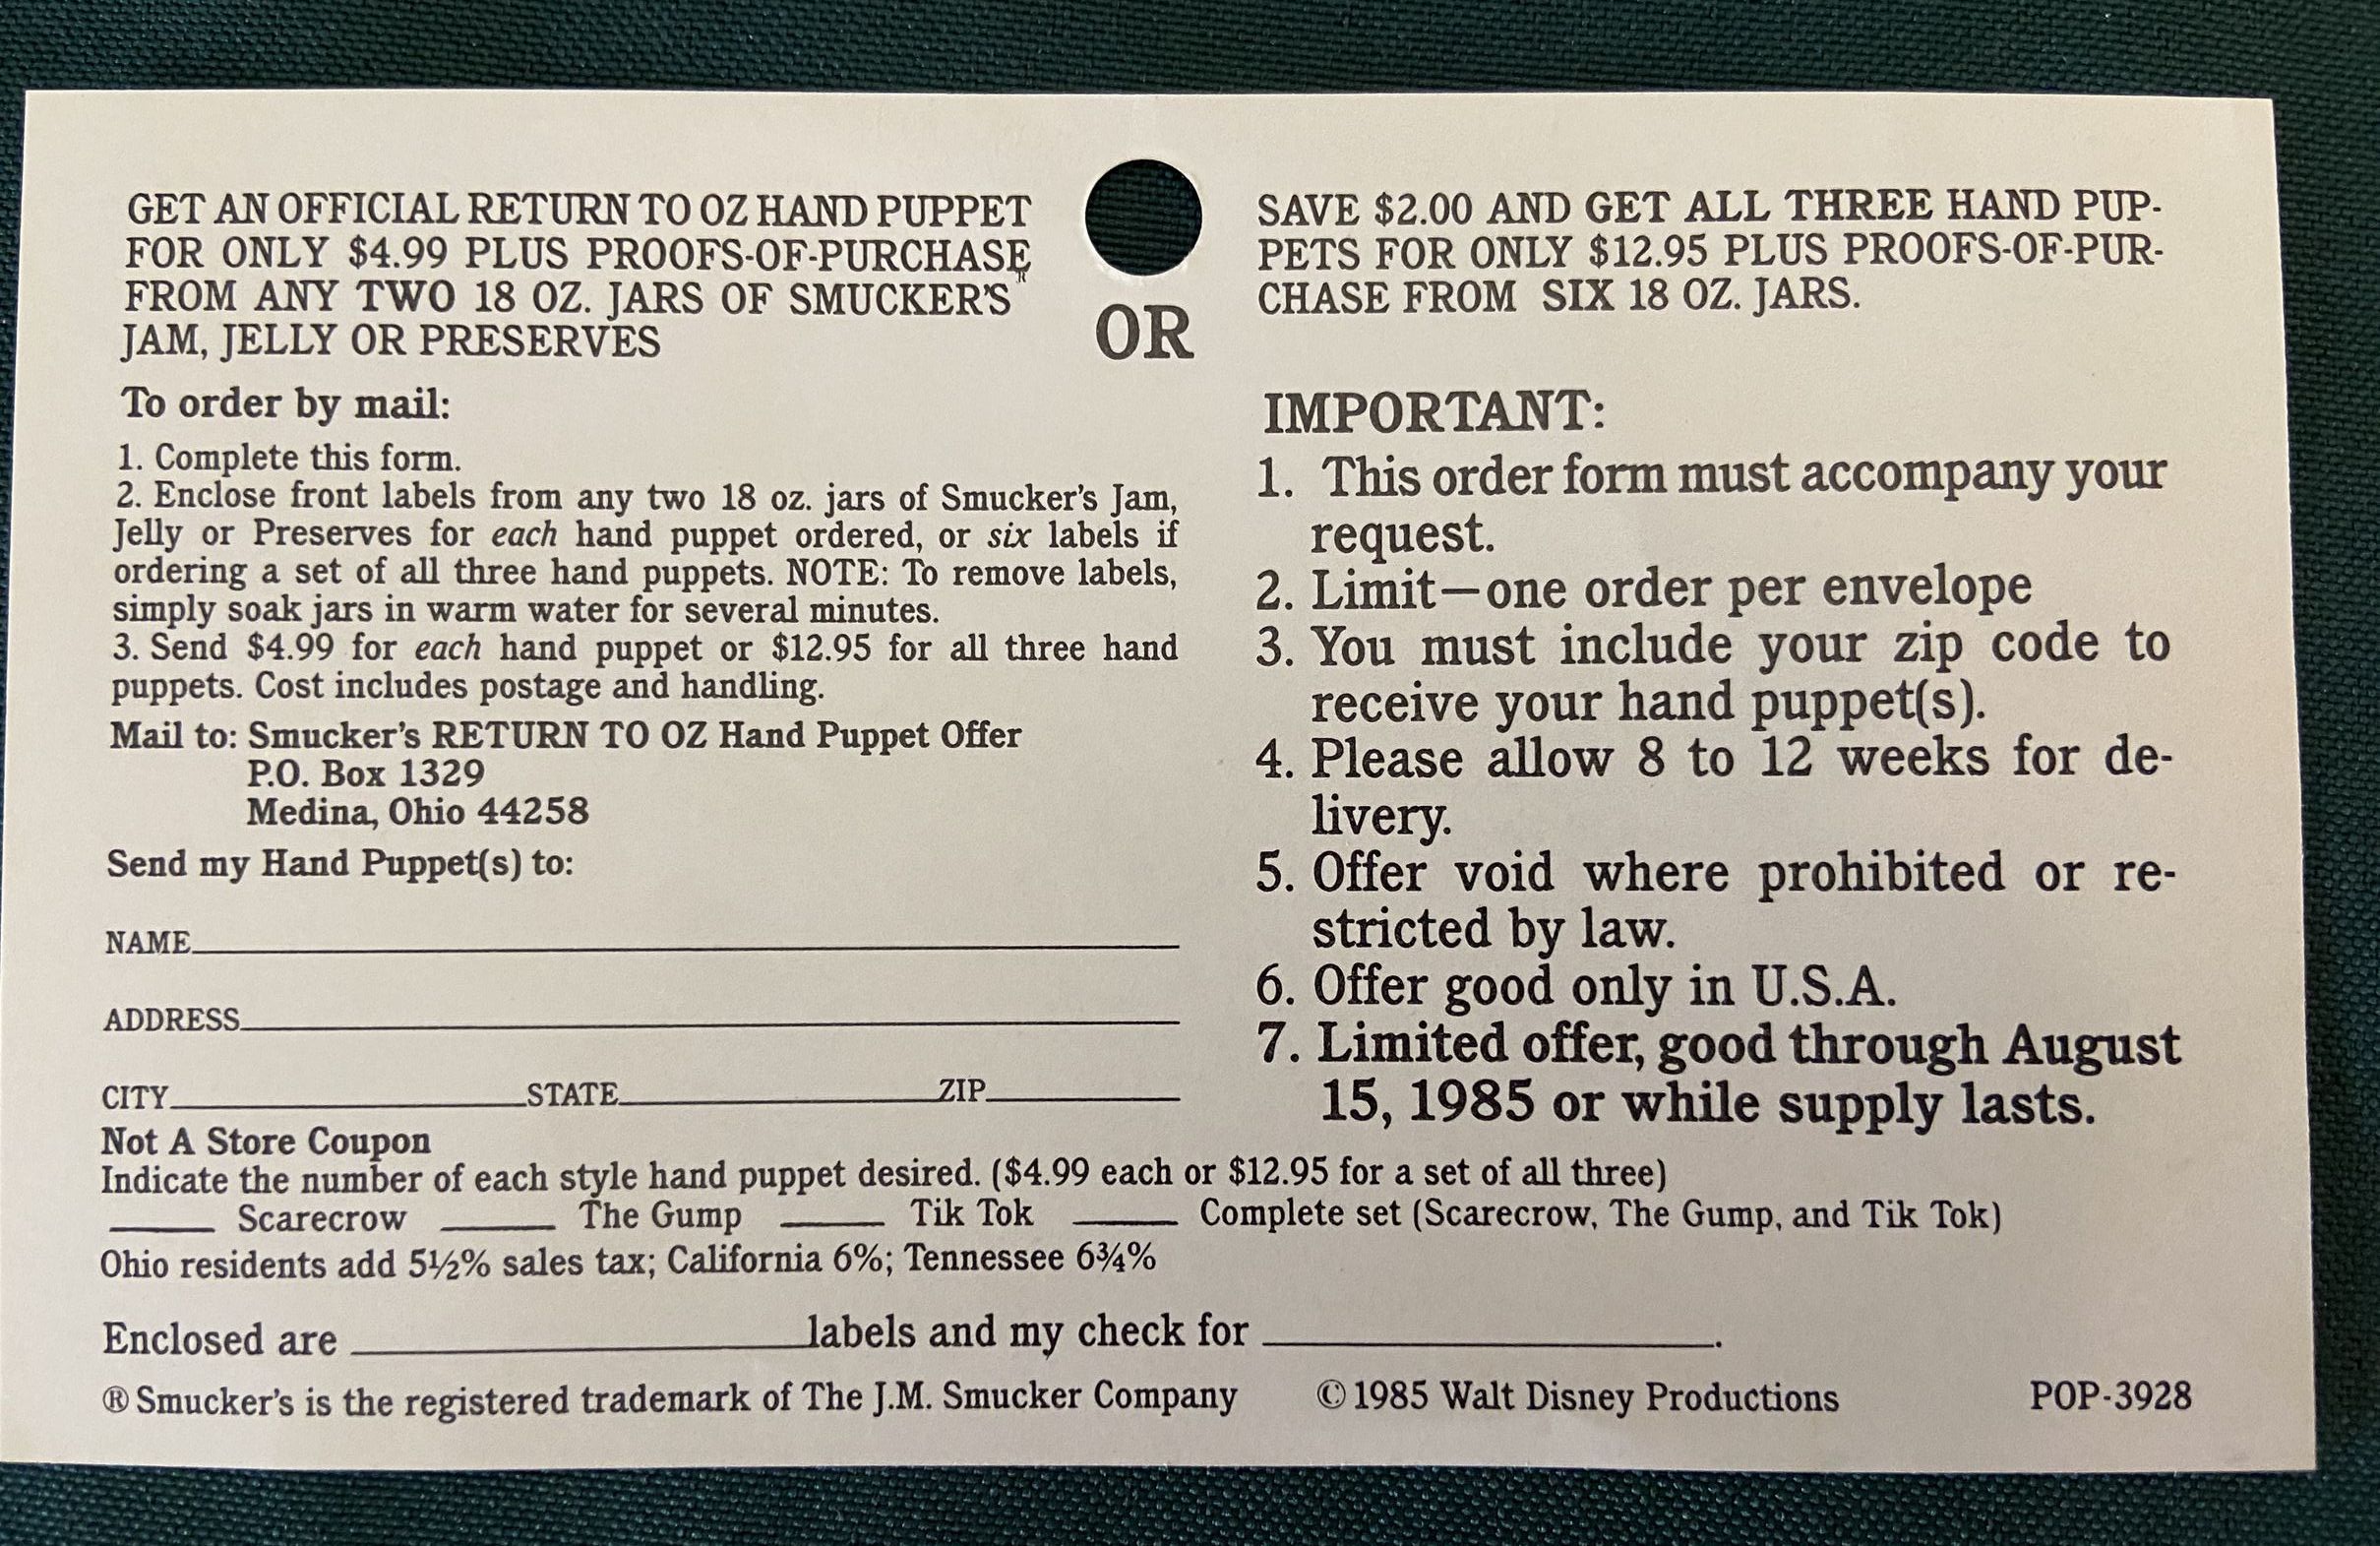 GET AN OFFICIAL RETURN TO OZ HAND PUPPET
FOR ONLY $4.99 PLUS PROOFS-OF-PURCHASE
FROM ANY TWO 18 OZ. JARS OF SMUCKER'S®
JAM, JELLY OR PRESERVES
OR
SAVE $2.00 AND GET ALL THREE HAND PUP-
PETS FOR ONLY $12.95 PLUS PROOFS-OF-PUR-
CHASE FROM SIX 18 OZ. JARS.
To order by mail:
1. Complete this form.
2. Enclose front labels from any two 18 oz. jars of Smucker's Jam,
Jelly or Preserves for each hand puppet ordered, or six labels if
ordering a set of all three hand puppets. NOTE: To remove labels,
simply soak jars in warm water for several minutes.
3. Send $4.99 for each hand puppet or $12.95 for all three hand
puppets. Cost includes postage and handling.
Mail to: Smucker's RETURN TO OZ Hand Puppet Offer
P.O. Box 1329
Medina, Ohio 44258
Send my Hand Puppet(s) to:
NAME
ADDRESS
CITY STATE ZIP
IMPORTANT:
1. This order form must accompany your
request.
2. Limit—one order per envelope
3. You must include your zip code to
receive your hand puppet(s).
4. Please allow 8 to 12 weeks for de-
livery.
5. Offer void where prohibited or re-
stricted by law.
6. Offer good only in U.S.A.
7. Limited offer, good through August
15, 1985 or while supply lasts.
Not A Store Coupon
Indicate the number of each style hand puppet desired. ($4.99 each or $12.95 for a set of all three)
____ Scarecrow ____ The Gump ____ Tik Tok ____ Complete set (Scarecrow, The Gump, and Tik Tok)
Ohio residents add 5½% sales tax; California 6%; Tennessee 6¾%
Enclosed are ____ labels and my check for ____.
® Smucker's is the registered trademark of The J.M. Smucker Company © 1985 Walt Disney Productions POP-3928